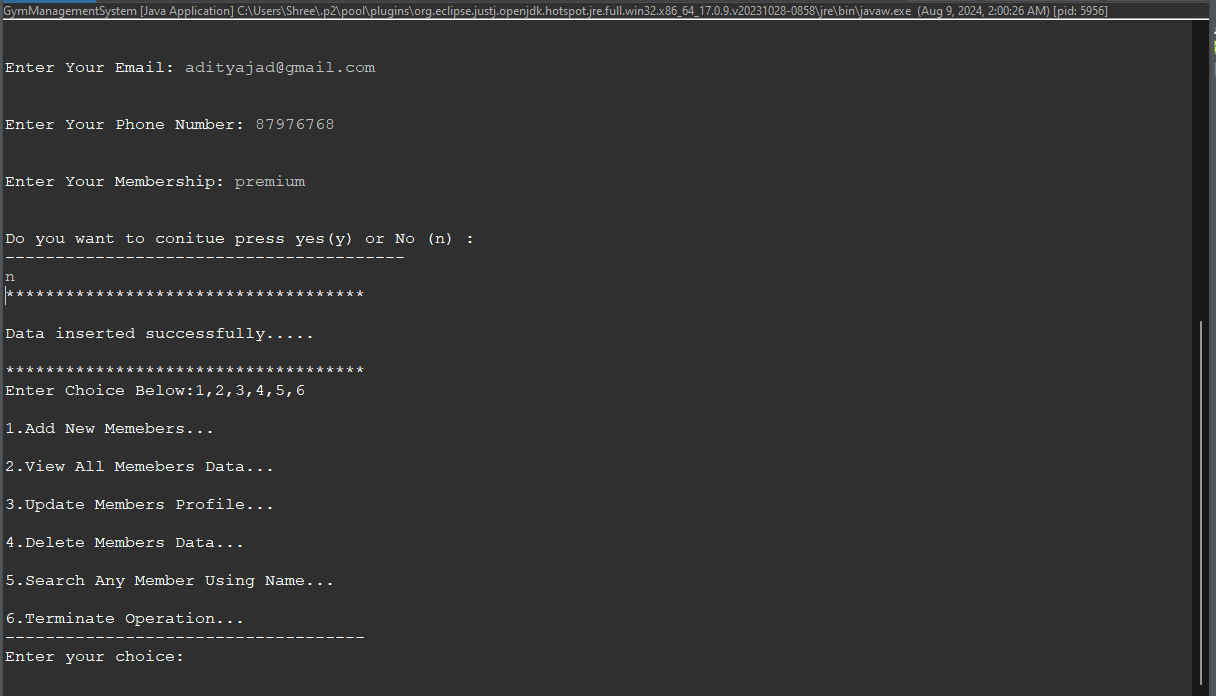 GymManagementSystem [Java Application] C:\Users\Shree\.p2\pool\plugins\org.eclipse.justj.openjdk.hotspot.jre.full.win32.x86_64_17.0.9.v20231028-0858\jre\bin\javaw.exe (Aug 9, 2024, 2:00:26 AM) [pid: 5956]
Enter Your Email: adityajad@gmail.com
Enter Your Phone Number: 87976768
Enter Your Membership: premium
Do you want to conitue press yes(y) or No (n) :
----------------------------------------
n
************************************
Data inserted successfully.....
************************************
Enter Choice Below:1,2,3,4,5,6
1.Add New Memebers...
2.View All Memebers Data...
3.Update Members Profile...
4.Delete Members Data...
5.Search Any Member Using Name...
6.Terminate Operation...
------------------------------------
Enter your choice: